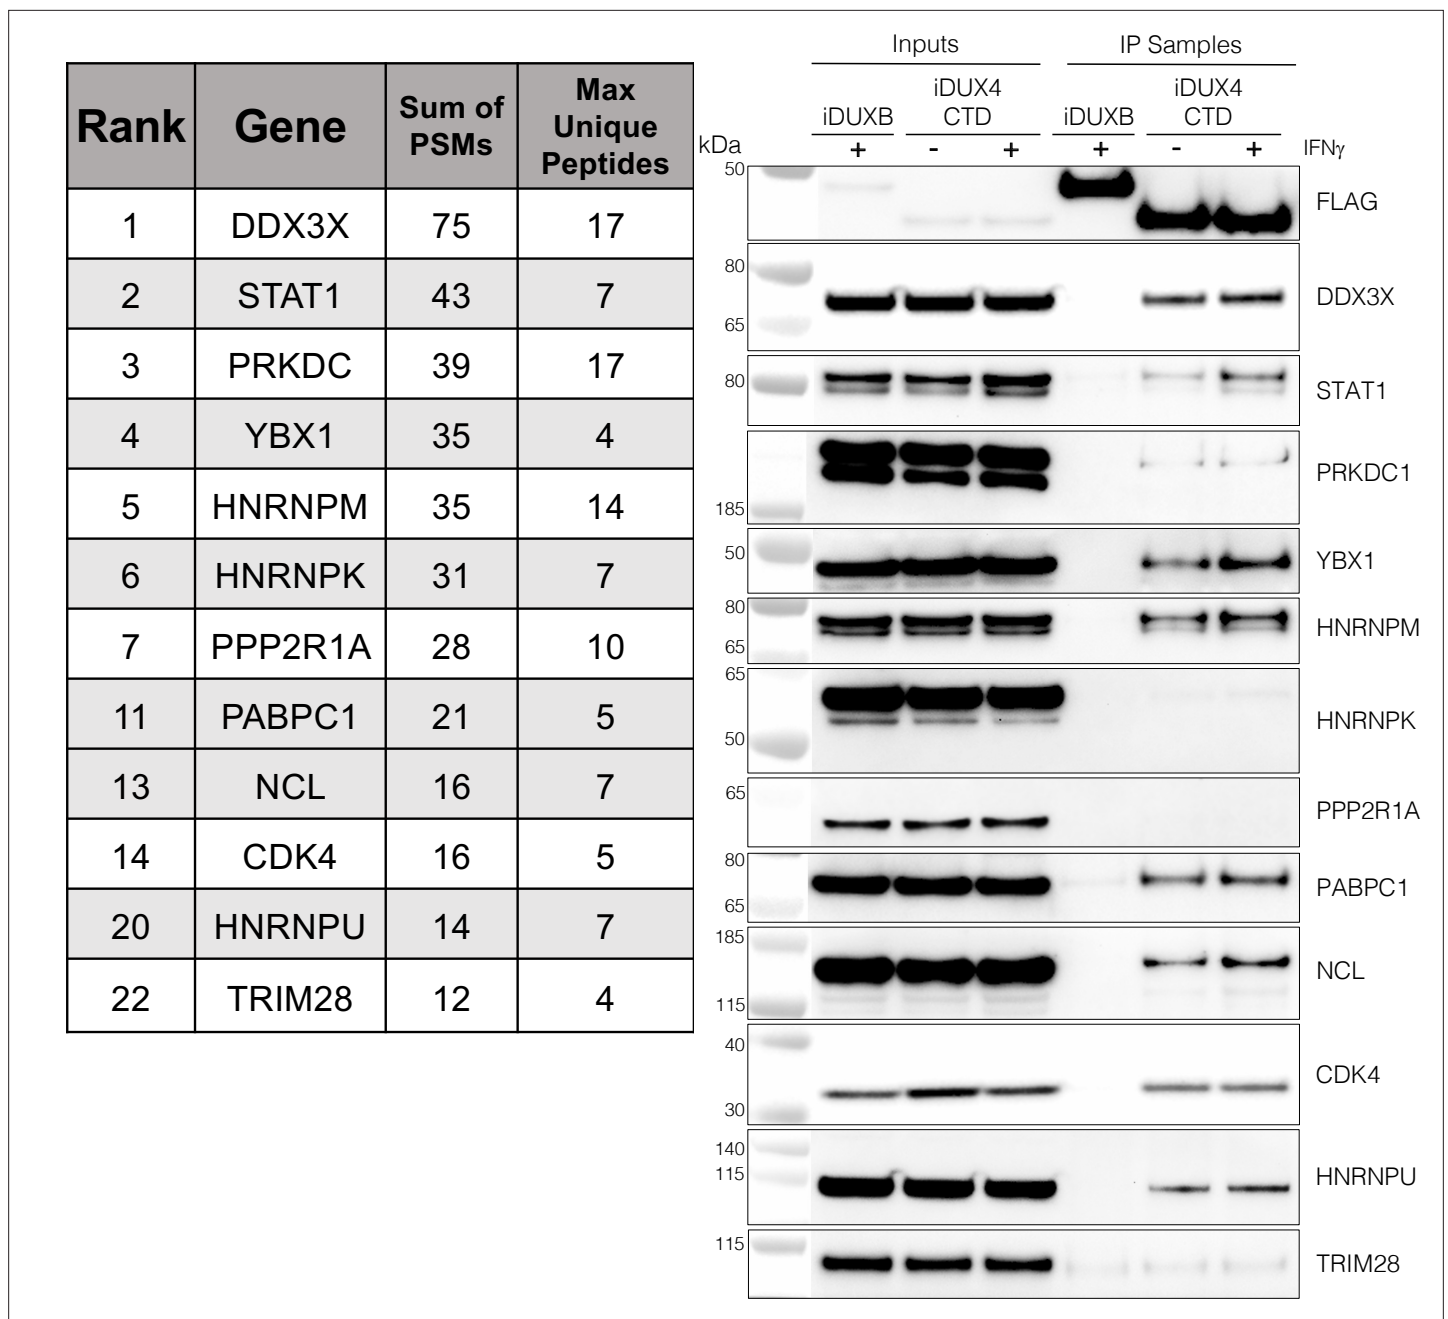 Rank Gene Sum of PSMs Max Unique Peptides
1 DDX3X 75 17
2 STAT1 43 7
3 PRKDC 39 17
4 YBX1 35 4
5 HNRNPM 35 14
6 HNRNPK 31 7
7 PPP2R1A 28 10
11 PABPC1 21 5
13 NCL 16 7
14 CDK4 16 5
20 HNRNPU 14 7
22 TRIM28 12 4
Inputs IP Samples
iDUXB iDUX4 CTD iDUXB iDUX4 CTD
kDa + - + + - + IFNγ
50 FLAG
80 DDX3X
65
80 STAT1
PRKDC1
185
50 YBX1
80 HNRNPM
65
65 HNRNPK
50
65 PPP2R1A
80 PABPC1
65
185 NCL
115
40 CDK4
30
140 HNRNPU
115
115 TRIM28